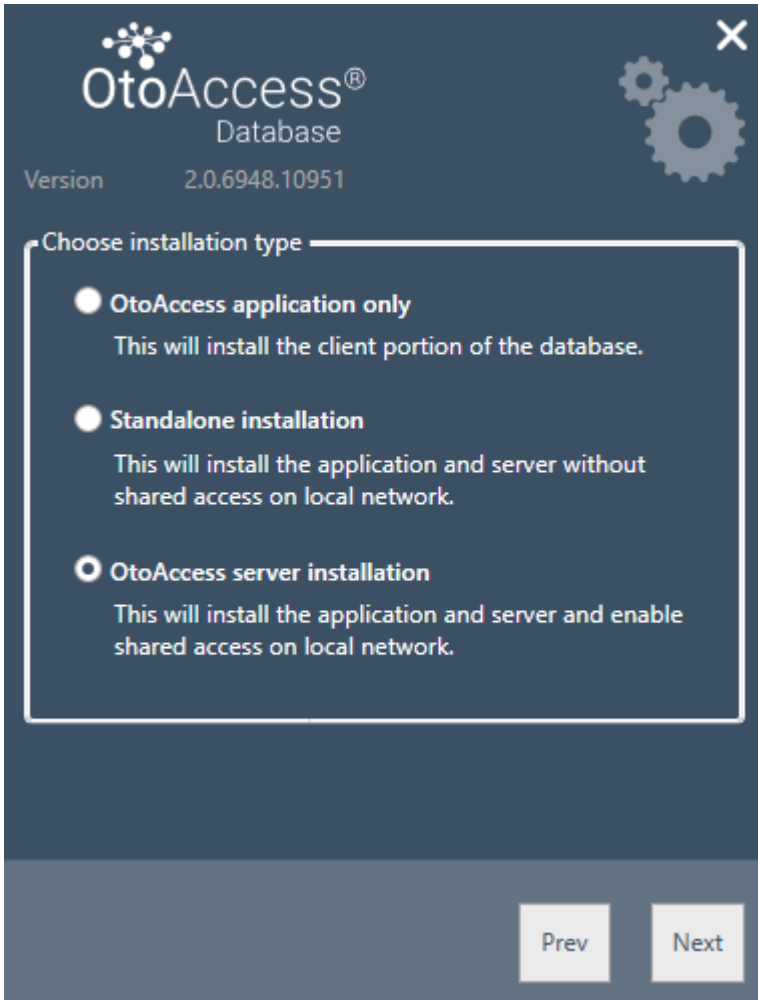 OtoAccess®
Database
Version 2.0.6948.10951
Choose installation type
OtoAccess application only
This will install the client portion of the database.
Standalone installation
This will install the application and server without
shared access on local network.
OtoAccess server installation
This will install the application and server and enable
shared access on local network.
Prev Next